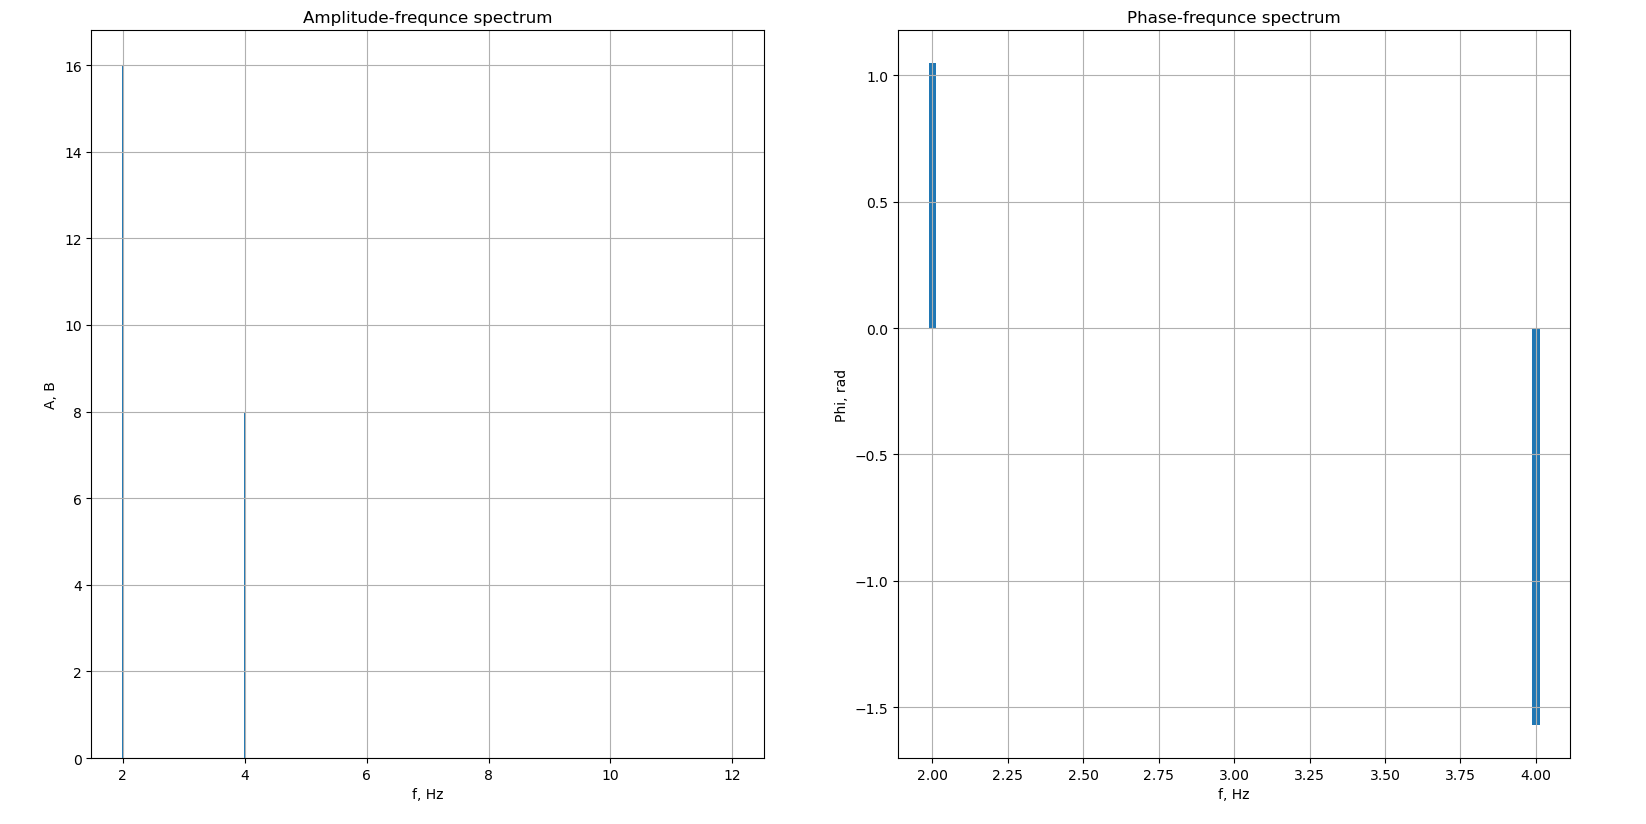 Amplitude-frequnce spectrum
16
14
12
10
8
6
4
2
0
A, B
2 4 6 8 10 12
f, Hz
Phase-frequnce spectrum
1.0
0.5
0.0
−0.5
−1.0
−1.5
Phi, rad
2.00 2.25 2.50 2.75 3.00 3.25 3.50 3.75 4.00
f, Hz